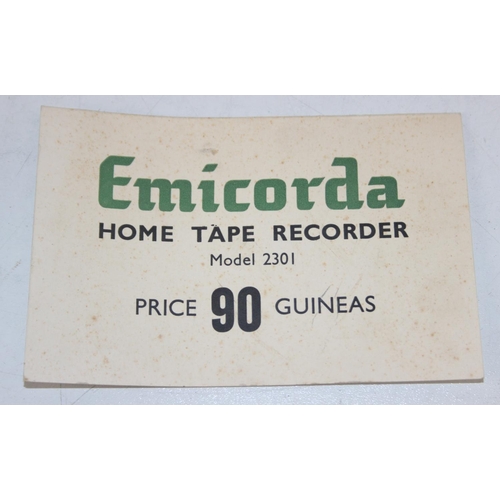 Emicorda
HOME TAPE RECORDER
Model 2301
PRICE 90 GUINEAS